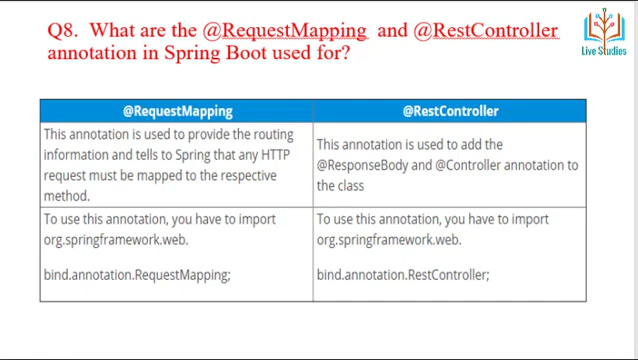 Q8. What are the @RequestMapping and @RestController
annotation in Spring Boot used for?
Live Studies
@RequestMapping
@RestController
This annotation is used to provide the routing
information and tells to Spring that any HTTP
request must be mapped to the respective
method.
This annotation is used to add the
@ResponseBody and @Controller annotation to
the class
To use this annotation, you have to import
org.springframework.web.
bind.annotation.RequestMapping;
To use this annotation, you have to import
org.springframework.web.
bind.annotation.RestController;